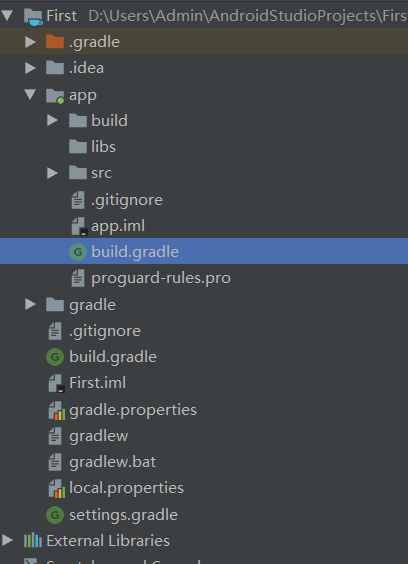 First D:\Users\Admin\AndroidStudioProjects\Firs
.gradle
.idea
app
build
libs
src
.gitignore
app.iml
build.gradle
proguard-rules.pro
gradle
.gitignore
build.gradle
First.iml
gradle.properties
gradlew
gradlew.bat
local.properties
settings.gradle
External Libraries